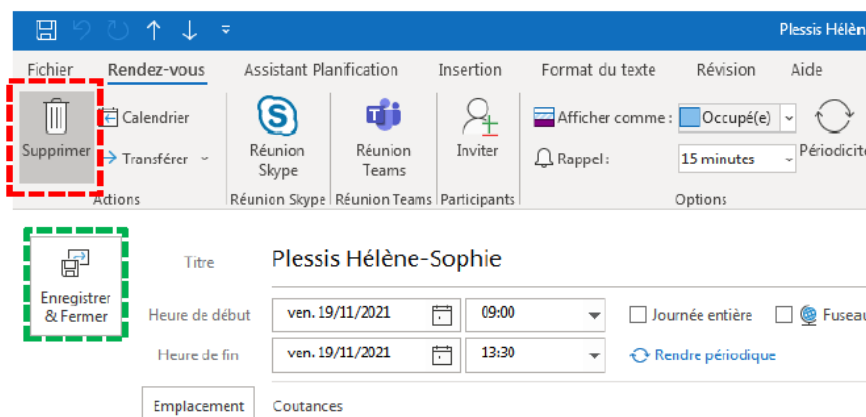 Plessis Hélèn
Fichier Rendez-vous Assistant Planification Insertion Format du texte Révision Aide
Supprimer
Calendrier
Transférer
Actions
Réunion
Skype
Réunion Skype
Réunion
Teams
Réunion Teams
Inviter
Participants
Afficher comme : Occupé(e)
Rappel : 15 minutes
Périodicité
Options
Enregistrer
& Fermer
Titre Plessis Hélène-Sophie
Heure de début ven. 19/11/2021 09:00 Journée entière Fuseau
Heure de fin ven. 19/11/2021 13:30 Rendre périodique
Emplacement Coutances